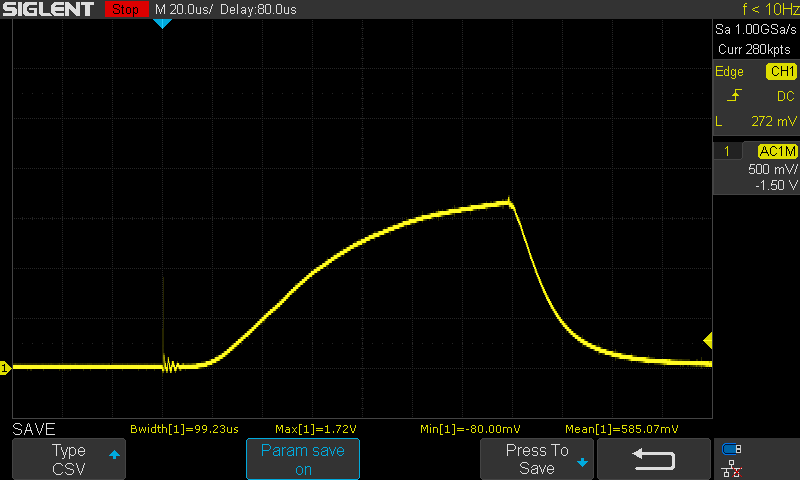 SIGLENT Stop M 20.0us/ Delay:80.0us f < 10Hz
Sa 1.00GSa/s
Curr 280kpts
Edge CH1
DC
L 272 mV
1 AC1M
500 mV/
-1.50 V
1
SAVE Bwidth[1]=99.23us Max[1]=1.72V Min[1]=-80.00mV Mean[1]=585.07mV
Type Param save Press To
CSV on Save